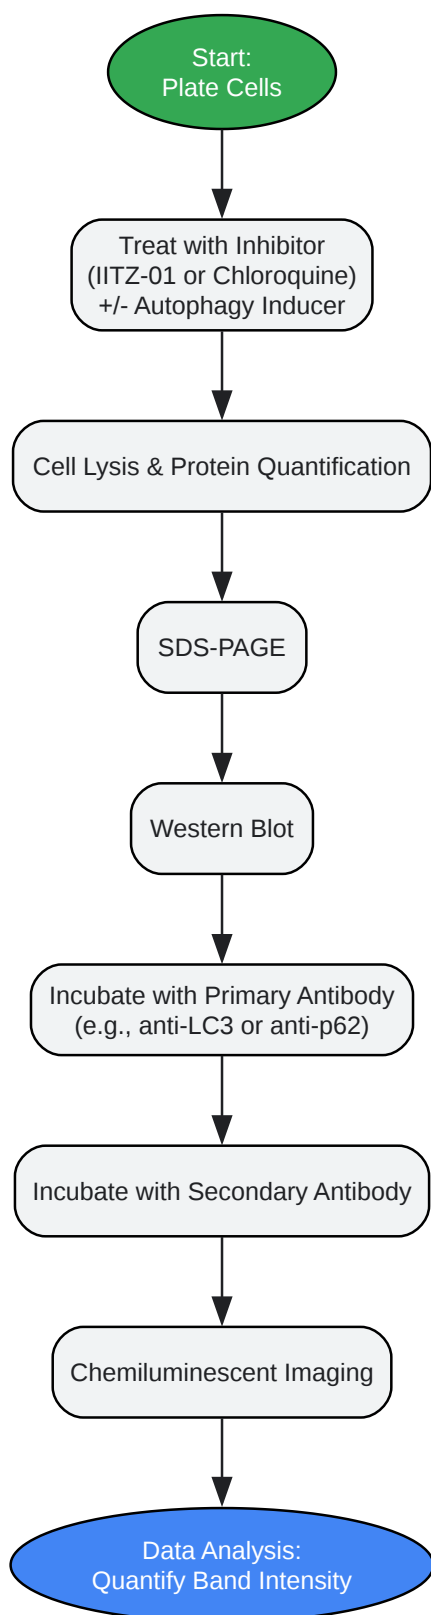 Start:
Plate Cells
Treat with Inhibitor
(IITZ-01 or Chloroquine)
+/- Autophagy Inducer
Cell Lysis & Protein Quantification
SDS-PAGE
Western Blot
Incubate with Primary Antibody
(e.g., anti-LC3 or anti-p62)
Incubate with Secondary Antibody
Chemiluminescent Imaging
Data Analysis:
Quantify Band Intensity